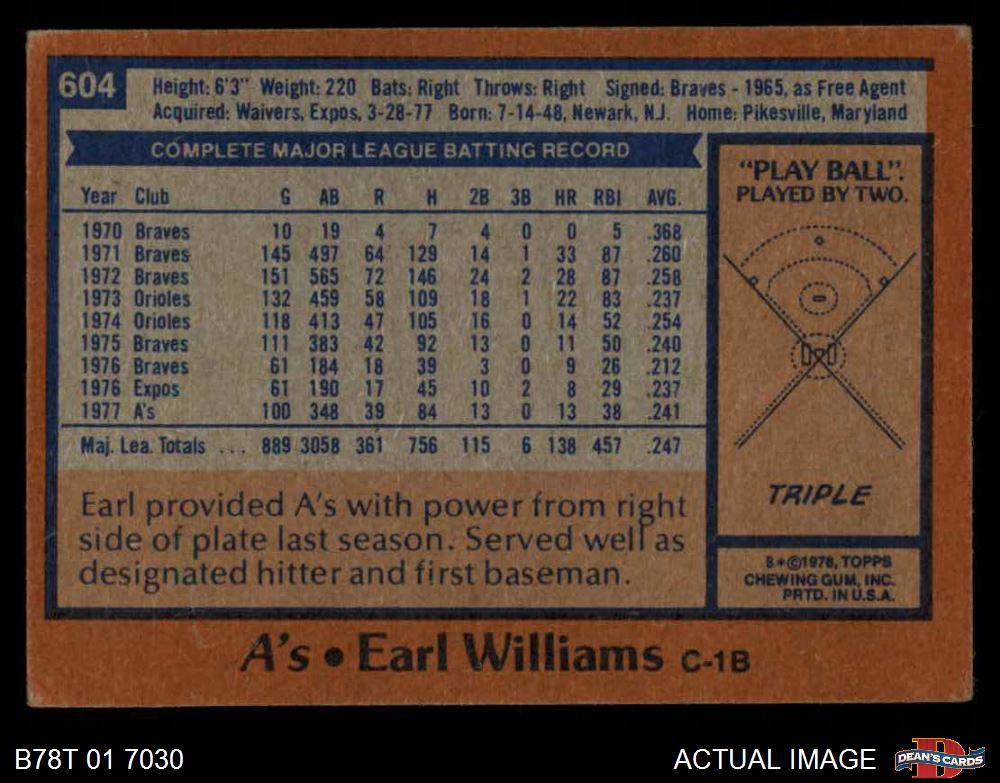 604
Height: 6'3" Weight: 220 Bats: Right Throws: Right Signed: Braves - 1965, as Free Agent
Acquired: Waivers, Expos, 3-28-77 Born: 7-14-48, Newark, N.J. Home: Pikesville, Maryland
COMPLETE MAJOR LEAGUE BATTING RECORD
Year Club G AB R H 2B 3B HR RBI AVG.
1970 Braves 10 19 4 7 4 0 0 5 .368
1971 Braves 145 497 64 129 14 1 33 87 .260
1972 Braves 151 565 72 146 24 2 28 87 .258
1973 Orioles 132 459 58 109 18 1 22 83 .237
1974 Orioles 118 413 47 105 16 0 14 52 .254
1975 Braves 111 383 42 92 13 0 11 50 .240
1976 Braves 61 184 18 39 3 0 9 26 .212
1976 Expos 61 190 17 45 10 2 8 29 .237
1977 A's 100 348 39 84 13 0 13 38 .241
Maj. Lea. Totals ... 889 3058 361 756 115 6 138 457 .247
Earl provided A's with power from right
side of plate last season. Served well as
designated hitter and first baseman.
"PLAY BALL".
PLAYED BY TWO.
TRIPLE
B*©1978, TOPPS
CHEWING GUM, INC.
PRTD. IN U.S.A.
A's • Earl Williams C-1B
B78T 01 7030
ACTUAL IMAGE
D
DEAN'S CARDS